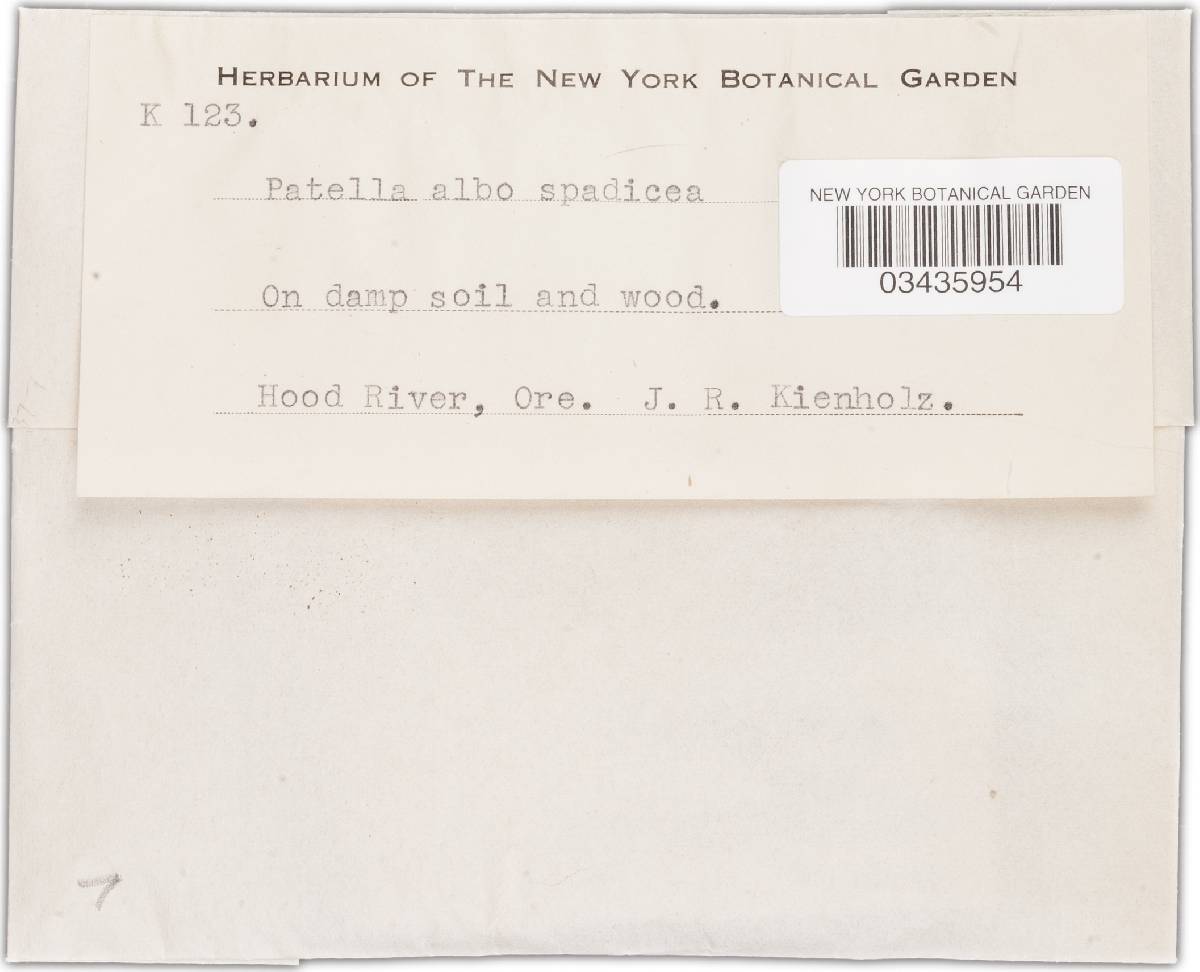 HERBARIUM OF THE NEW YORK BOTANICAL GARDEN
K 123.
Patella albo spadicea
NEW YORK BOTANICAL GARDEN
03435954
On damp soil and wood.
Hood River, Ore. J. R. Kienholz.